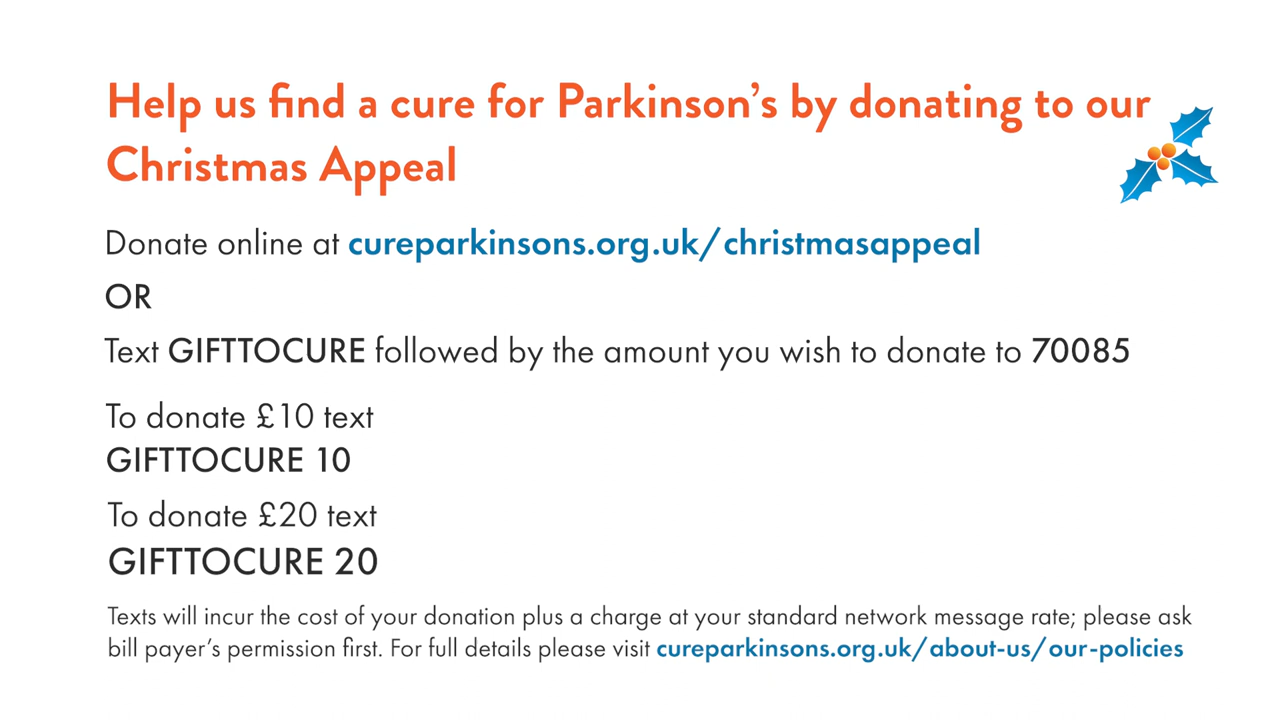 Help us find a cure for Parkinson’s by donating to our
Christmas Appeal
Donate online at cureparkinsons.org.uk/christmasappeal
OR
Text GIFTTOCURE followed by the amount you wish to donate to 70085
To donate £10 text
GIFTTOCURE 10
To donate £20 text
GIFTTOCURE 20
Texts will incur the cost of your donation plus a charge at your standard network message rate; please ask
bill payer’s permission first. For full details please visit cureparkinsons.org.uk/about-us/our-policies